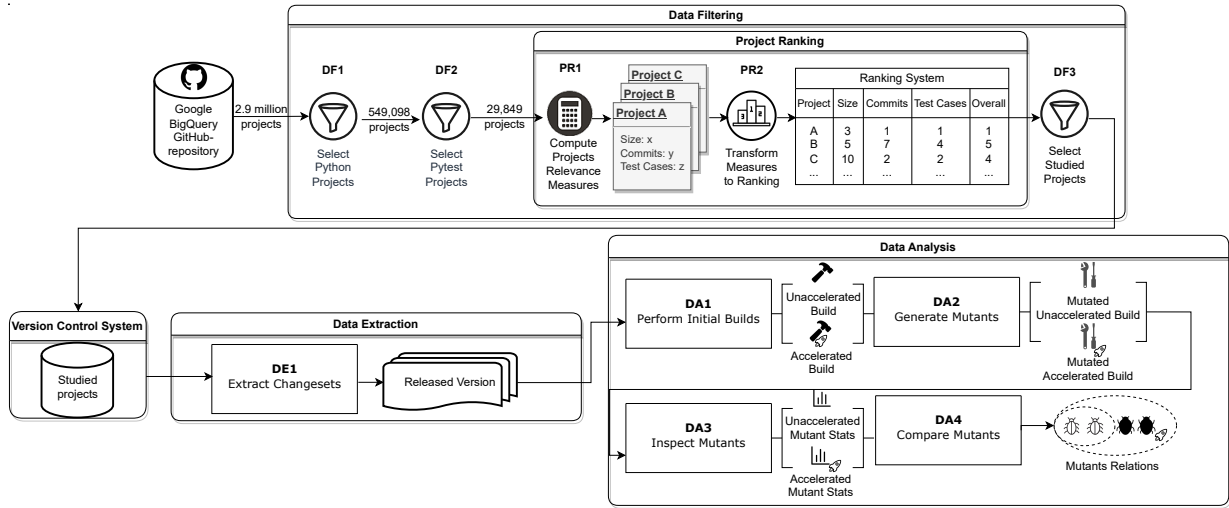 Data Filtering
Project Ranking
Google
BigQuery
GitHub-
repository
2.9 million
projects
DF1
Select
Python
Projects
549,098
projects
DF2
Select
Pytest
Projects
29,849
projects
PR1
Compute
Projects
Relevance
Measures
Project C
Project B
Project A
Size: x
Commits: y
Test Cases: z
PR2
1
2
3
Transform
Measures
to Ranking
Ranking System
Project Size Commits Test Cases Overall
A 3 1 1 1
B 5 7 4 5
C 10 2 2 4
... ... ... ... ...
DF3
Select
Studied
Projects
Version Control System
Studied
projects
Data Extraction
DE1
Extract Changesets
Released Version
Data Analysis
DA1
Perform Initial Builds
Unaccelerated
Build
Accelerated
Build
DA2
Generate Mutants
Mutated
Unaccelerated Build
Mutated
Accelerated Build
DA3
Inspect Mutants
Unaccelerated
Mutant Stats
Accelerated
Mutant Stats
DA4
Compare Mutants
Mutants Relations